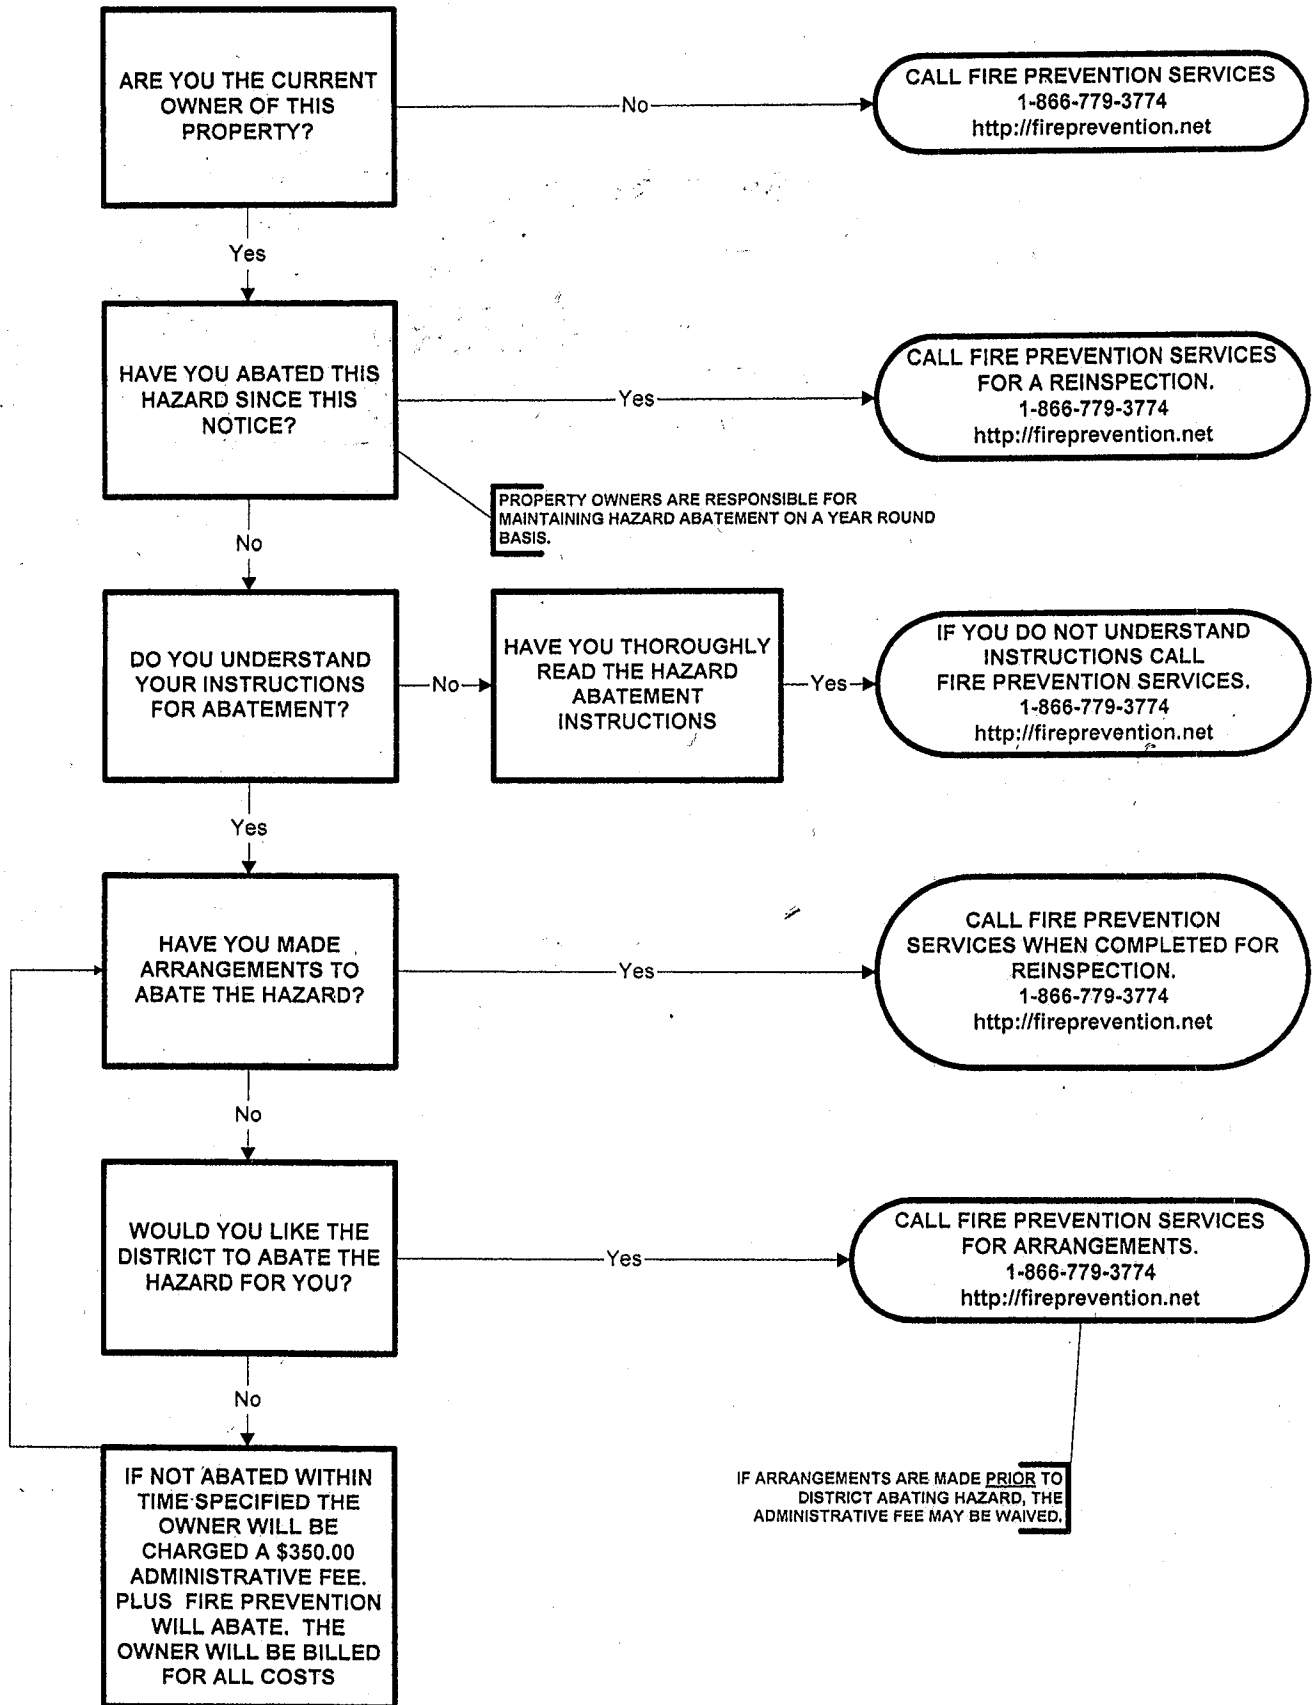 ARE YOU THE CURRENT
OWNER OF THIS
PROPERTY?
No
CALL FIRE PREVENTION SERVICES
1-866-779-3774
http://fireprevention.net
Yes
HAVE YOU ABATED THIS
HAZARD SINCE THIS
NOTICE?
Yes
CALL FIRE PREVENTION SERVICES
FOR A REINSPECTION.
1-866-779-3774
http://fireprevention.net
PROPERTY OWNERS ARE RESPONSIBLE FOR
MAINTAINING HAZARD ABATEMENT ON A YEAR ROUND
BASIS.
No
DO YOU UNDERSTAND
YOUR INSTRUCTIONS
FOR ABATEMENT?
No
HAVE YOU THOROUGHLY
READ THE HAZARD
ABATEMENT
INSTRUCTIONS
Yes
IF YOU DO NOT UNDERSTAND
INSTRUCTIONS CALL
FIRE PREVENTION SERVICES.
1-866-779-3774
http://fireprevention.net
Yes
HAVE YOU MADE
ARRANGEMENTS TO
ABATE THE HAZARD?
Yes
CALL FIRE PREVENTION
SERVICES WHEN COMPLETED FOR
REINSPECTION.
1-866-779-3774
http://fireprevention.net
No
WOULD YOU LIKE THE
DISTRICT TO ABATE THE
HAZARD FOR YOU?
Yes
CALL FIRE PREVENTION SERVICES
FOR ARRANGEMENTS.
1-866-779-3774
http://fireprevention.net
No
IF NOT ABATED WITHIN
TIME SPECIFIED THE
OWNER WILL BE
CHARGED A $350.00
ADMINISTRATIVE FEE.
PLUS FIRE PREVENTION
WILL ABATE. THE
OWNER WILL BE BILLED
FOR ALL COSTS
IF ARRANGEMENTS ARE MADE PRIOR TO
DISTRICT ABATING HAZARD, THE
ADMINISTRATIVE FEE MAY BE WAIVED.